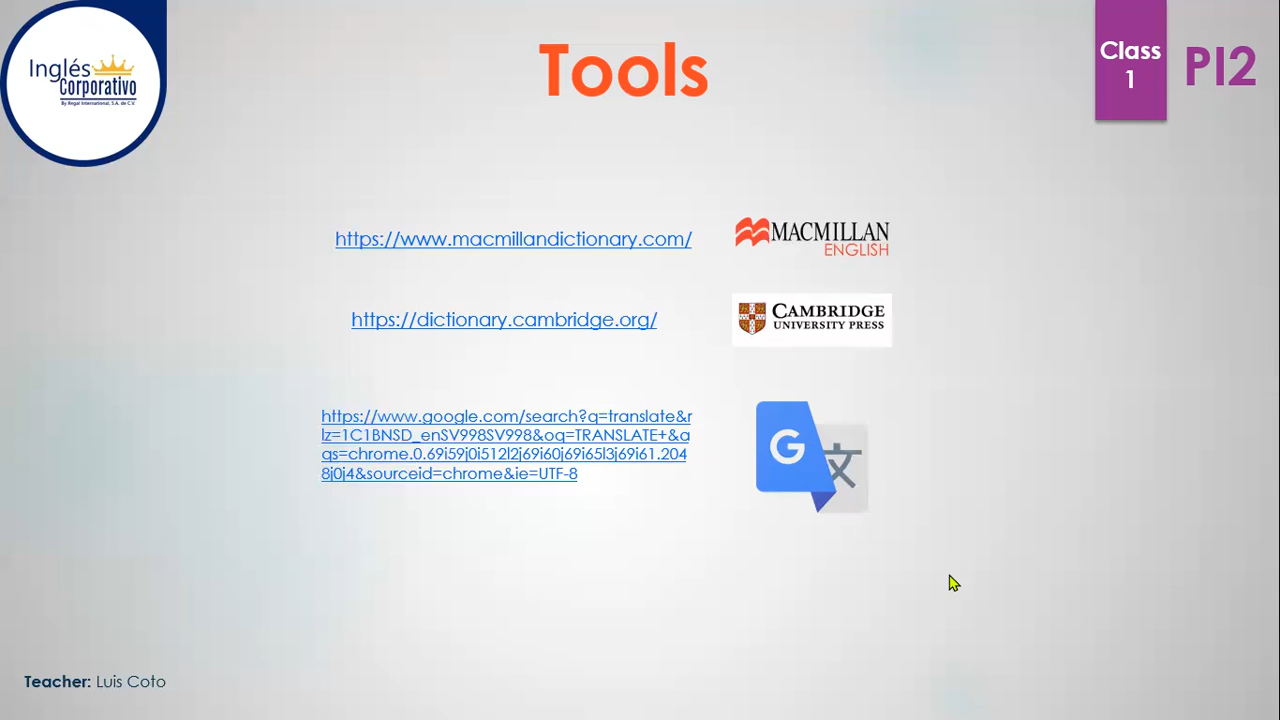 Inglés
Corporativo
By Regal International, S.A. de C.V.
Tools
Class
1
PI2
https://www.macmillandictionary.com/
MACMILLAN
ENGLISH
https://dictionary.cambridge.org/
CAMBRIDGE
UNIVERSITY PRESS
https://www.google.com/search?q=translate&r
lz=1C1BNSD_enSV998SV998&oq=TRANSLATE+&a
qs=chrome.0.69i59j0i512l2j69i60j69i65l3j69i61.204
8j0j4&sourceid=chrome&ie=UTF-8
G
文
Teacher: Luis Coto